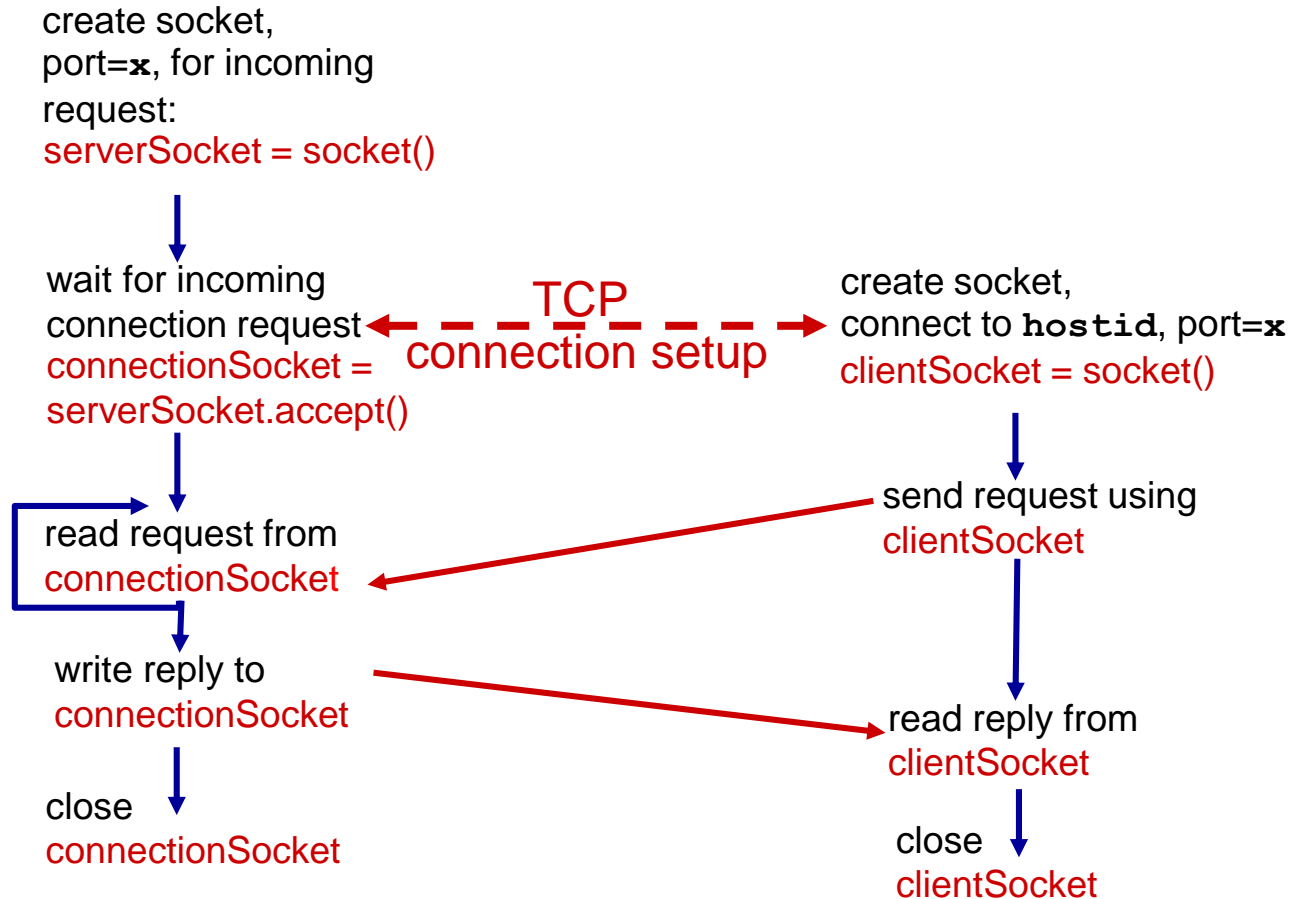 create socket,
port=x, for incoming
request:
serverSocket = socket()
wait for incoming
connection request
connectionSocket =
serverSocket.accept()
TCP
connection setup
create socket,
connect to hostid, port=x
clientSocket = socket()
send request using
clientSocket
read request from
connectionSocket
write reply to
connectionSocket
read reply from
clientSocket
close
connectionSocket
close
clientSocket